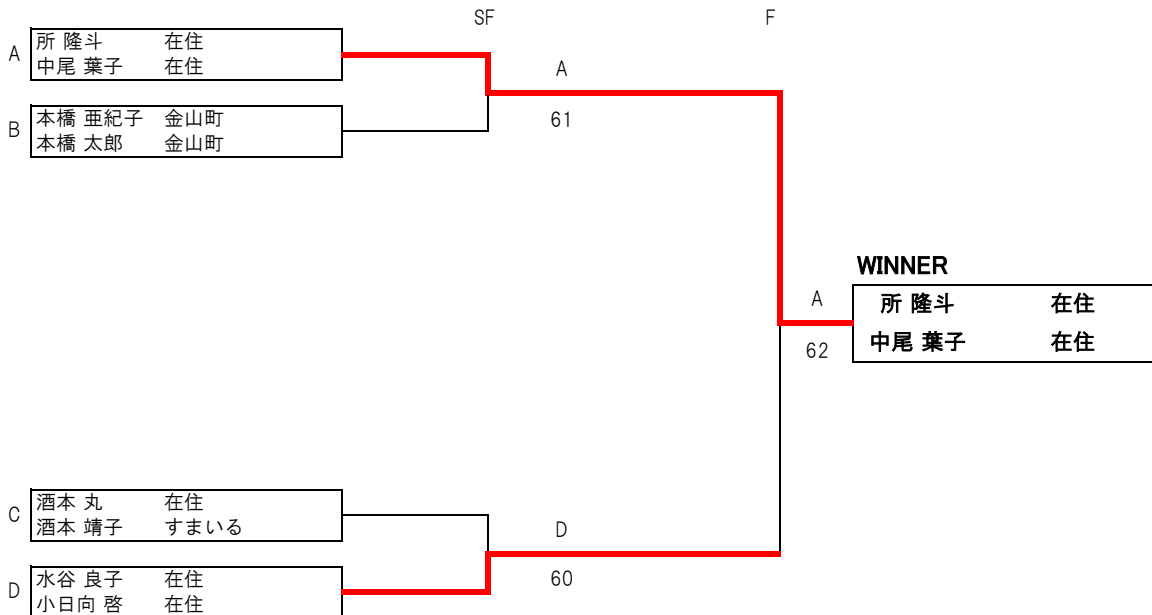 SF F
A 所 隆斗 在住
中尾 葉子 在住
A
61
B 本橋 亜紀子 金山町
本橋 太郎 金山町
WINNER
A 所 隆斗 在住
62 中尾 葉子 在住
C 酒本 丸 在住
酒本 靖子 すまいる
D
60
D 水谷 良子 在住
小日向 啓 在住